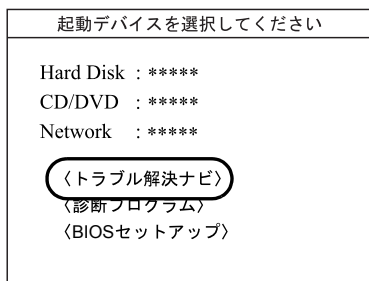 起動デバイスを選択してください
Hard Disk : *****
CD/DVD : *****
Network : *****
〈トラブル解決ナビ〉
〈診断プログラム〉
〈BIOSセットアップ〉